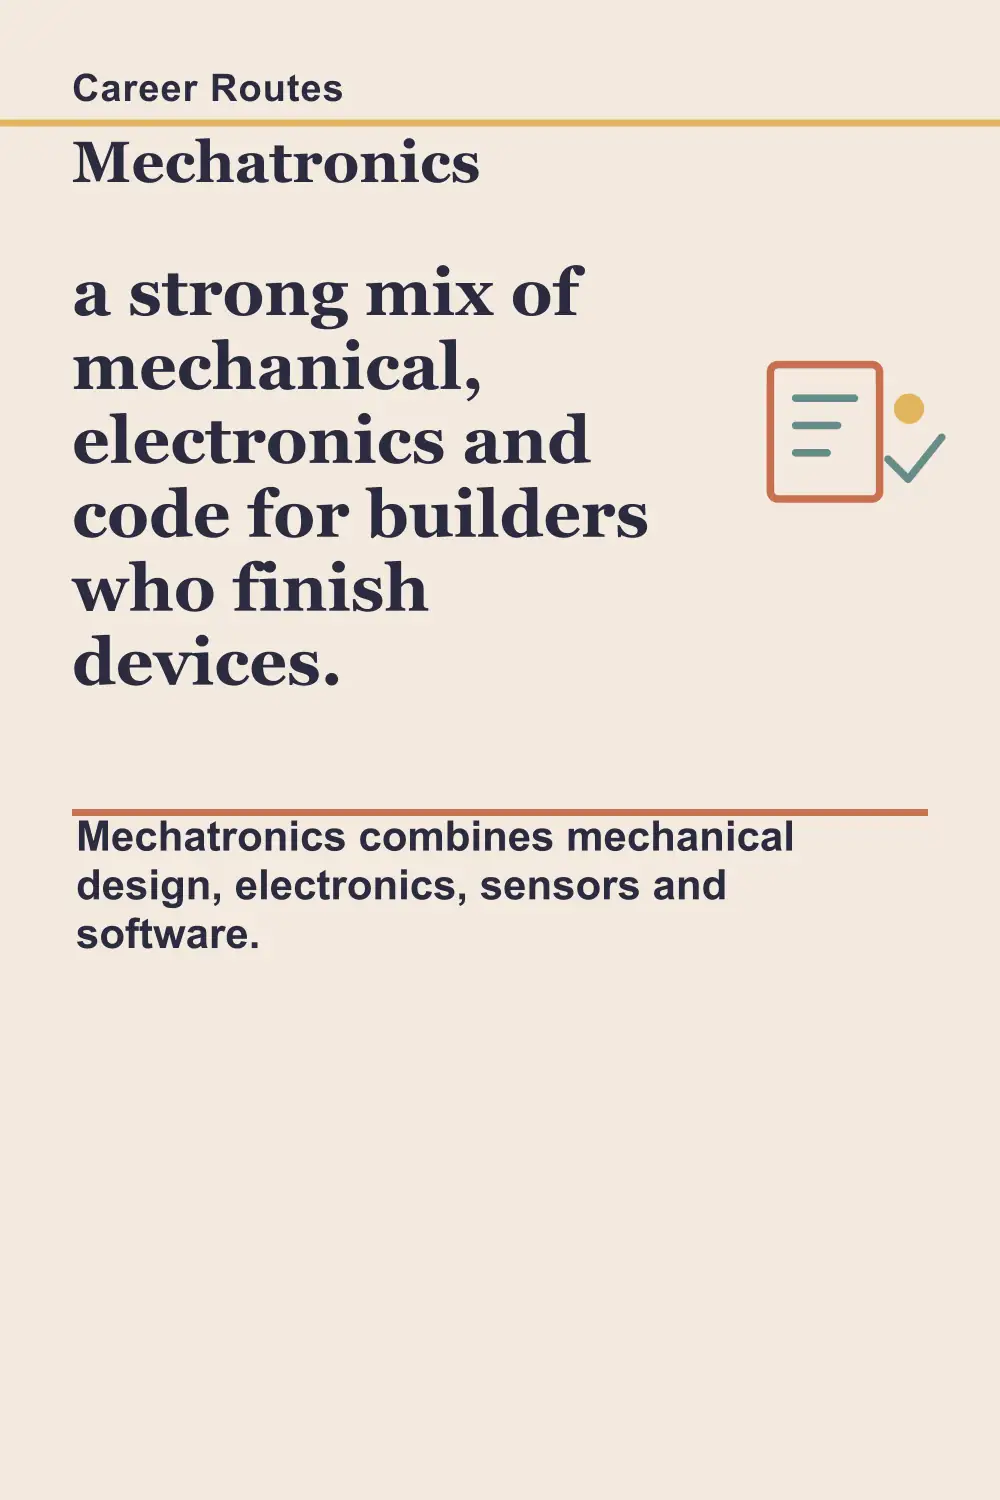 Career Routes
Mechatronics
a strong mix of
mechanical,
electronics and
code for builders
who finish
devices.
Mechatronics combines mechanical
design, electronics, sensors and
software.